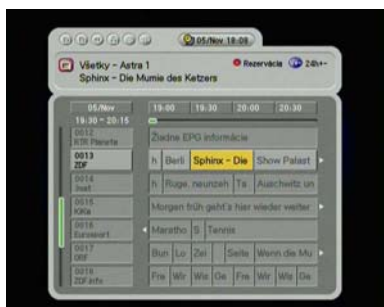 05/Nov 18:08
Všetky - Astra 1
Rezervácia 24h+-
Sphinx - Die Mumie des Ketzers
05/Nov 19:00 19:30 20:00 20:30
19:30 - 20:15
0012
RTR Planeta Žiadne EPG informácie
0013
ZDF h Berli Sphinx - Die Show Palast
0014
3sat h Ruge. neunzeh Ta Auschwitz un
0015
KiKa Morgen früh geht's hier wieder weiter
0016
Eurosport Maratho S Tennis
0017
ORF Bun Lo Zei Seite Wenn die Mu
0018
ZDFinfo Fre Wir Wis Ge Fre Wir Wis Ge